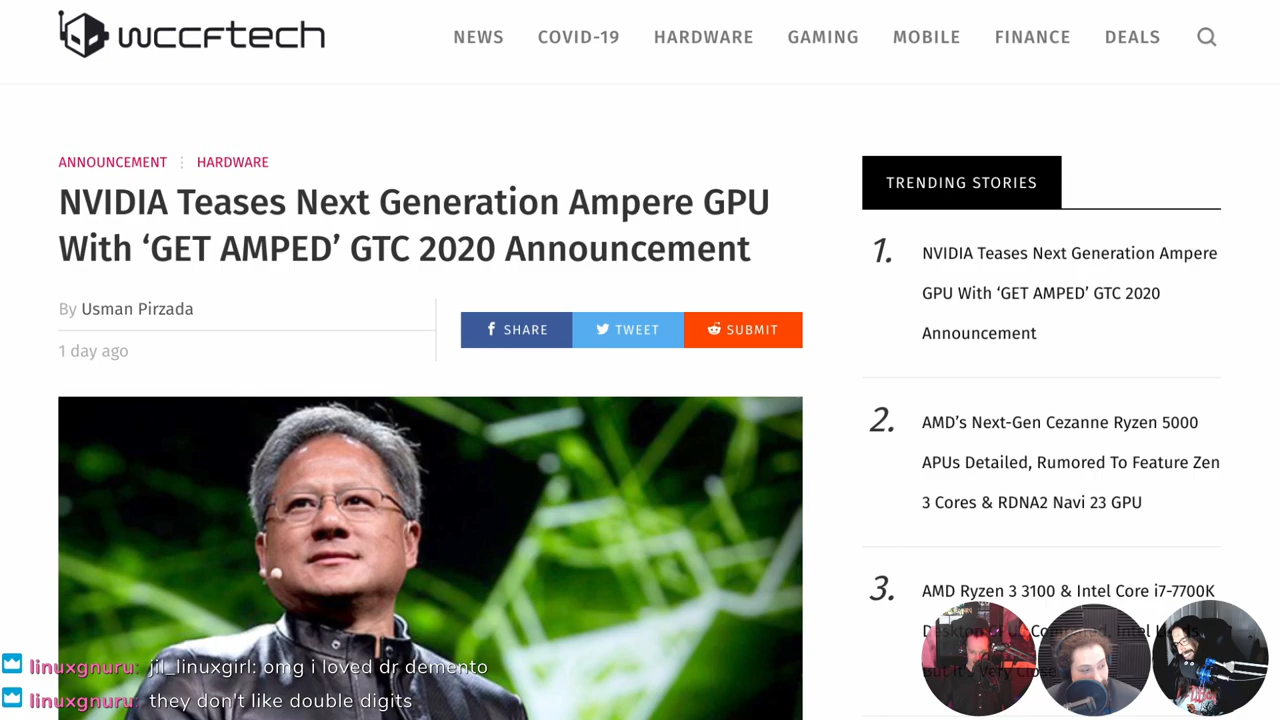 wccftech
NEWS COVID-19 HARDWARE GAMING MOBILE FINANCE DEALS
ANNOUNCEMENT HARDWARE
NVIDIA Teases Next Generation Ampere GPU
With ‘GET AMPED’ GTC 2020 Announcement
By Usman Pirzada
1 day ago
SHARE TWEET SUBMIT
TRENDING STORIES
1.
NVIDIA Teases Next Generation Ampere
GPU With ‘GET AMPED’ GTC 2020
Announcement
2.
AMD’s Next-Gen Cezanne Ryzen 5000
APUs Detailed, Rumored To Feature Zen
3 Cores & RDNA2 Navi 23 GPU
3.
AMD Ryzen 3 3100 & Intel Core i7-7700K
linuxgnuru: jil_linuxgirl: omg i loved dr demento
linuxgnuru: they don't like double digits